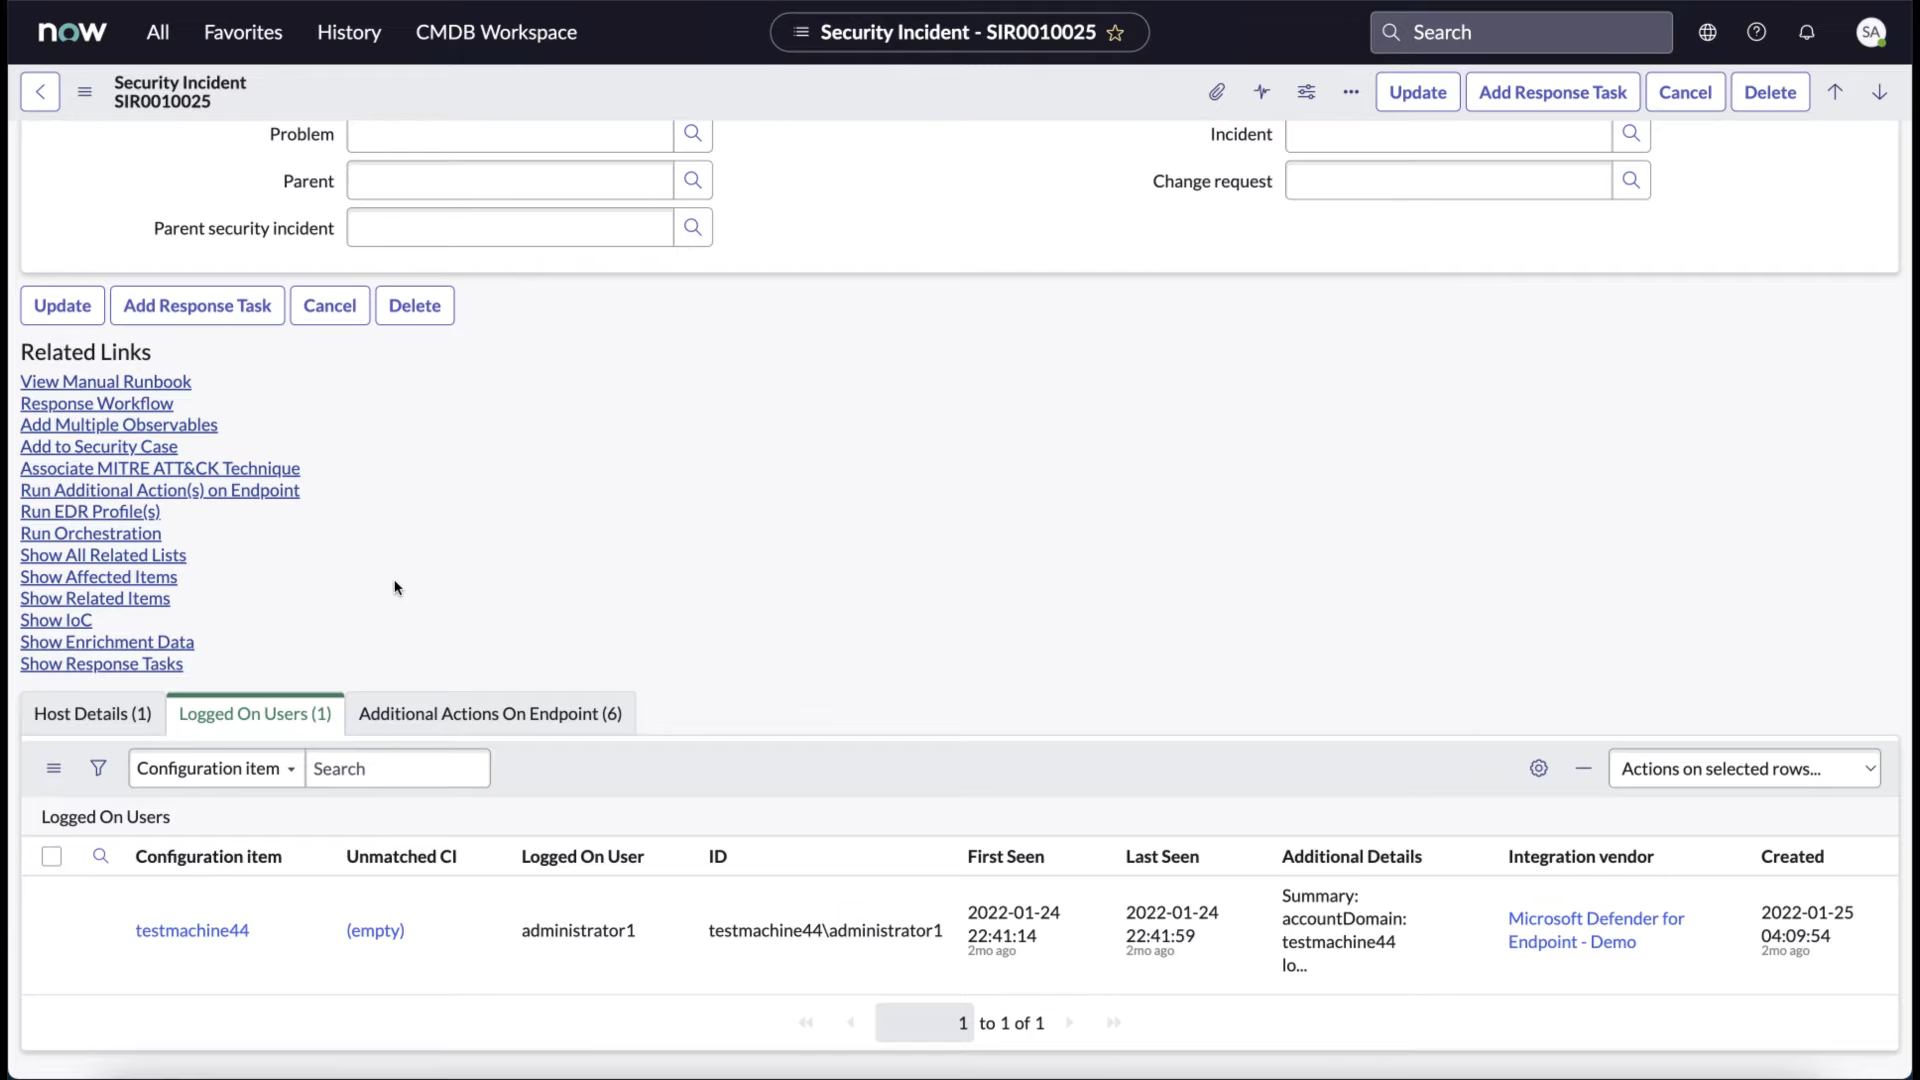 now All Favorites History CMDB Workspace Security Incident - SIR0010025 Search SA
Security Incident
SIR0010025
Update Add Response Task Cancel Delete
Problem Incident
Parent Change request
Parent security incident
Update Add Response Task Cancel Delete
Related Links
View Manual Runbook
Response Workflow
Add Multiple Observables
Add to Security Case
Associate MITRE ATT&CK Technique
Run Additional Action(s) on Endpoint
Run EDR Profile(s)
Run Orchestration
Show All Related Lists
Show Affected Items
Show Related Items
Show IoC
Show Enrichment Data
Show Response Tasks
Host Details (1) Logged On Users (1) Additional Actions On Endpoint (6)
Configuration item Search Actions on selected rows...
Logged On Users
Configuration item Unmatched CI Logged On User ID First Seen Last Seen Additional Details Integration vendor Created
testmachine44 (empty) administrator1 testmachine44\administrator1
2022-01-24
22:41:14
2mo ago
2022-01-24
22:41:59
2mo ago
Summary:
accountDomain:
testmachine44
lo...
Microsoft Defender for
Endpoint - Demo
2022-01-25
04:09:54
2mo ago
1 to 1 of 1